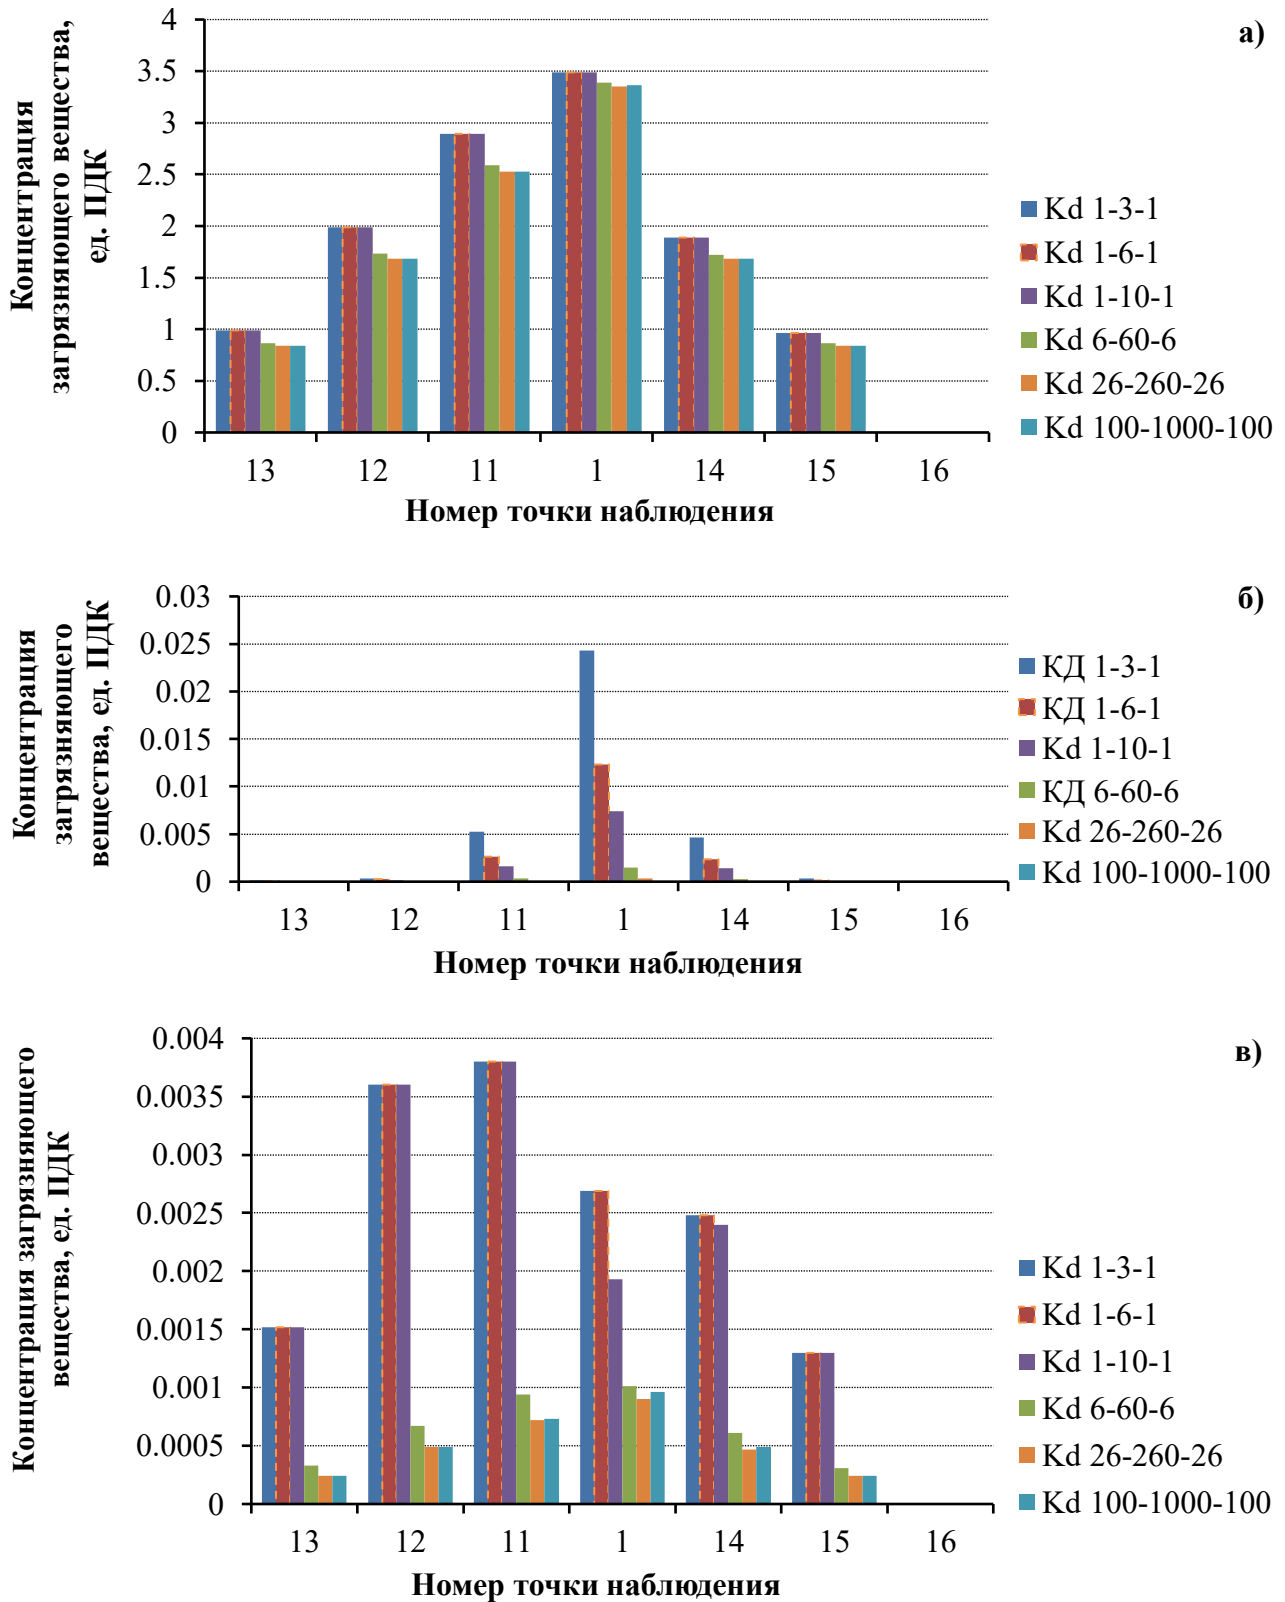 а)
Концентрация
загрязняющего вещества,
ед. ПДК
4
3.5
3
2.5
2
1.5
1
0.5
0
13 12 11 1 14 15 16
Номер точки наблюдения
Kd 1-3-1
Kd 1-6-1
Kd 1-10-1
Kd 6-60-6
Kd 26-260-26
Kd 100-1000-100
б)
Концентрация
загрязняющего
вещества, ед. ПДК
0.03
0.025
0.02
0.015
0.01
0.005
0
13 12 11 1 14 15 16
Номер точки наблюдения
КД 1-3-1
КД 1-6-1
Kd 1-10-1
КД 6-60-6
Kd 26-260-26
Kd 100-1000-100
в)
Концентрация загрязняющего
вещества, ед. ПДК
0.004
0.0035
0.003
0.0025
0.002
0.0015
0.001
0.0005
0
13 12 11 1 14 15 16
Номер точки наблюдения
Kd 1-3-1
Kd 1-6-1
Kd 1-10-1
Kd 6-60-6
Kd 26-260-26
Kd 100-1000-100